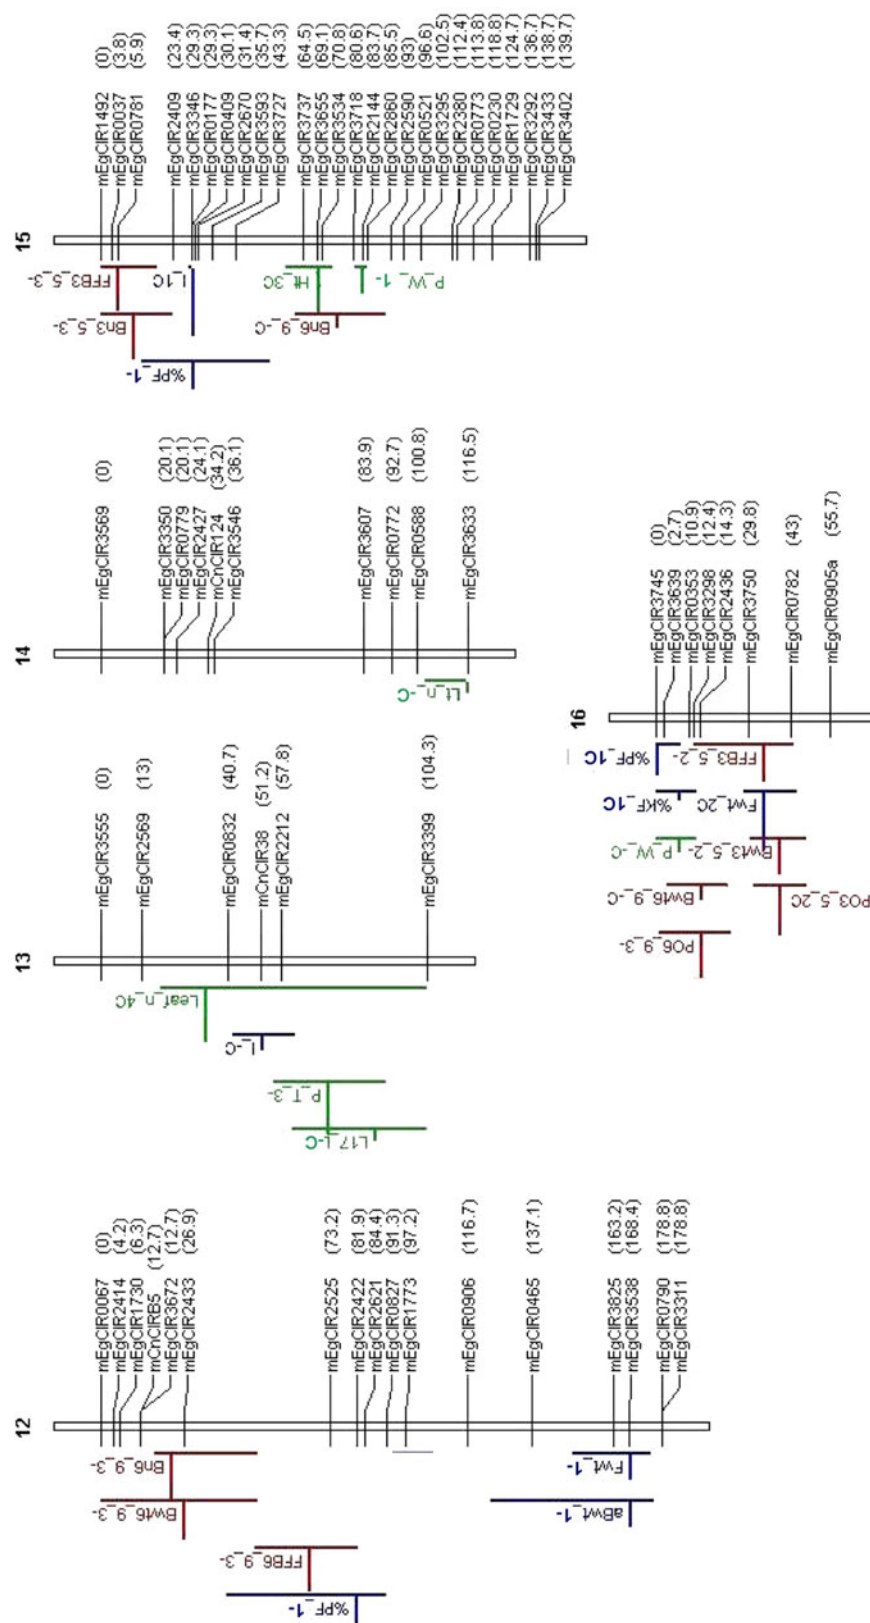 15
mEgCIR1492 (0)
mEgCIR0037 (3.8)
mEgCIR0781 (5.9)
mEgCIR2409 (23.4)
mEgCIR3346 (29.3)
mEgCIR0177 (29.3)
mEgCIR0409 (30.1)
mEgCIR2670 (31.4)
mEgCIR3593 (35.7)
mEgCIR3727 (43.3)
mEgCIR3737 (64.5)
mEgCIR3655 (69.1)
mEgCIR3534 (70.8)
mEgCIR3718 (80.6)
mEgCIR2144 (83.7)
mEgCIR2860 (85.5)
mEgCIR2590 (93)
mEgCIR0521 (96.6)
mEgCIR3295 (102.5)
mEgCIR2380 (112.4)
mEgCIR0773 (113.8)
mEgCIR0230 (118.8)
mEgCIR1729 (124.7)
mEgCIR3292 (136.7)
mEgCIR3433 (138.7)
mEgCIR3402 (139.7)
FFB3_5_3-
I_1C
Ht_3C
P_W_1-
Bn3_5_3-
Bn6_9_-C
%PF_1-
14
mEgCIR3569 (0)
mEgCIR3350 (20.1)
mEgCIR0779 (20.1)
mEgCIR2427 (24.1)
mCnCIR124 (34.2)
mEgCIR3546 (36.1)
mEgCIR3607 (83.9)
mEgCIR0772 (92.7)
mEgCIR0588 (100.8)
mEgCIR3633 (116.5)
Lt_n_-C
13
mEgCIR3555 (0)
mEgCIR2569 (13)
mEgCIR0832 (40.7)
mCnCIR38 (51.2)
mEgCIR2212 (57.8)
mEgCIR3399 (104.3)
Leaf_n_4C
I_-C
P_T_3-
L17_l-C
16
mEgCIR3745 (0)
mEgCIR3639 (2.7)
mEgCIR0353 (10.9)
mEgCIR3298 (12.4)
mEgCIR2436 (14.3)
mEgCIR3750 (29.8)
mEgCIR0782 (43)
mEgCIR0905a (55.7)
%PF_1C
FFB3_5_2-
%KF_1C
Fwt_2C
P_W_-C
Bwt3_5_2-
Bwt6_9_-C
PO3_5_2C
PO6_9_3-
12
mEgCIR0067 (0)
mEgCIR2414 (4.2)
mEgCIR1730 (6.3)
mCnCIRB5 (12.7)
mEgCIR3672 (12.7)
mEgCIR2433 (26.9)
mEgCIR2525 (73.2)
mEgCIR2422 (81.9)
mEgCIR2621 (84.4)
mEgCIR0827 (91.3)
mEgCIR1773 (97.2)
mEgCIR0906 (116.7)
mEgCIR0465 (137.1)
mEgCIR3825 (163.2)
mEgCIR3538 (168.4)
mEgCIR0790 (178.8)
mEgCIR3311 (178.8)
Bn6_9_3-
Fwt_1-
Bwt6_9_3-
aBwt_1-
FFB6_9_3-
%PF_1-